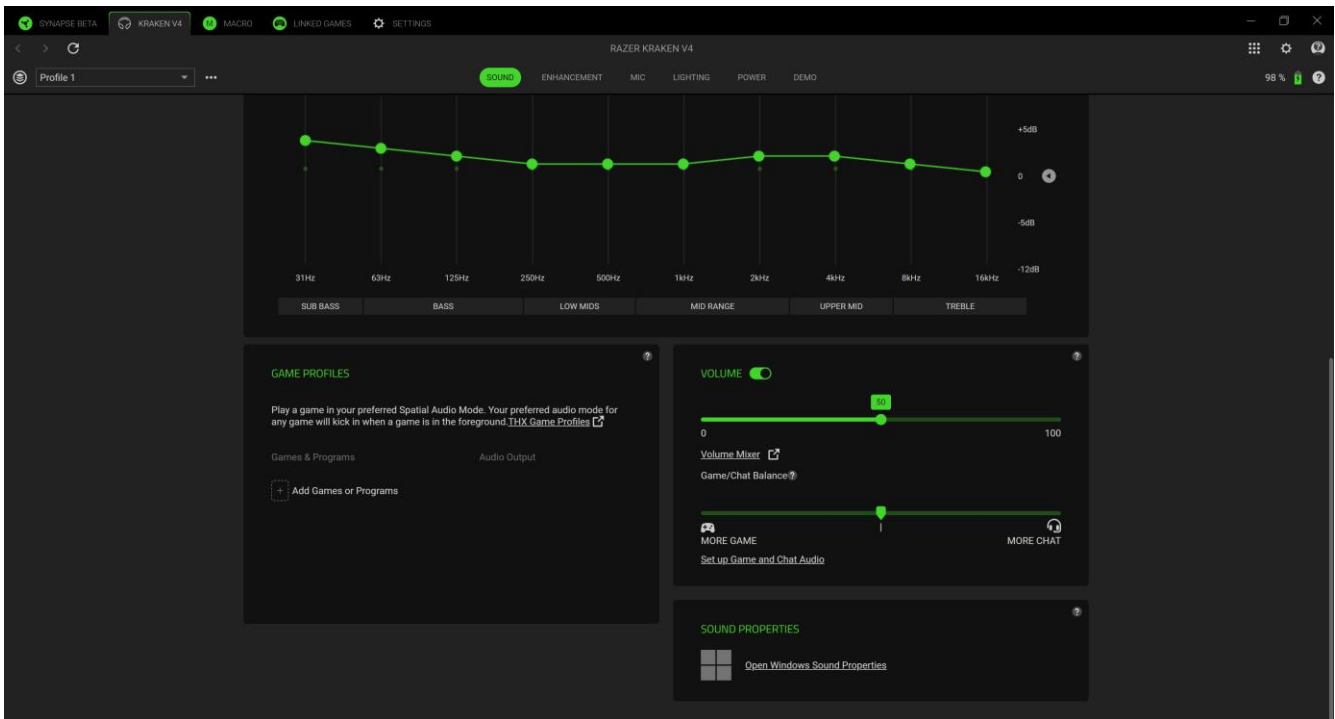 SYNAPSE BETA KRAKEN V4 MACRO LINKED GAMES SETTINGS
RAZER KRAKEN V4
Profile 1 SOUND ENHANCEMENT MIC LIGHTING POWER DEMO 98 %
+5dB
0
-5dB
-12dB
31Hz 63Hz 125Hz 250Hz 500Hz 1kHz 2kHz 4kHz 8kHz 16kHz
SUB BASS BASS LOW MIDS MID RANGE UPPER MID TREBLE
GAME PROFILES
Play a game in your preferred Spatial Audio Mode. Your preferred audio mode for
any game will kick in when a game is in the foreground.THX Game Profiles
Games & Programs Audio Output
+ Add Games or Programs
VOLUME
50
0 100
Volume Mixer
Game/Chat Balance?
MORE GAME MORE CHAT
Set up Game and Chat Audio
SOUND PROPERTIES
Open Windows Sound Properties